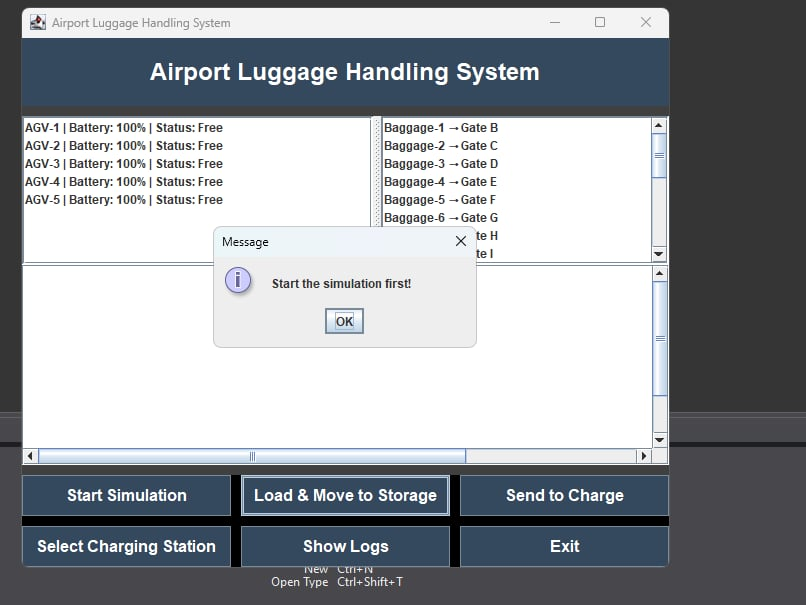 Airport Luggage Handling System
Airport Luggage Handling System
AGV-1 | Battery: 100% | Status: Free
AGV-2 | Battery: 100% | Status: Free
AGV-3 | Battery: 100% | Status: Free
AGV-4 | Battery: 100% | Status: Free
AGV-5 | Battery: 100% | Status: Free
Baggage-1 → Gate B
Baggage-2 → Gate C
Baggage-3 → Gate D
Baggage-4 → Gate E
Baggage-5 → Gate F
Baggage-6 → Gate G
H
I
Message
Start the simulation first!
OK
Start Simulation
Load & Move to Storage
Send to Charge
Select Charging Station
Show Logs
Exit
New Ctrl+N
Open Type Ctrl+Shift+T